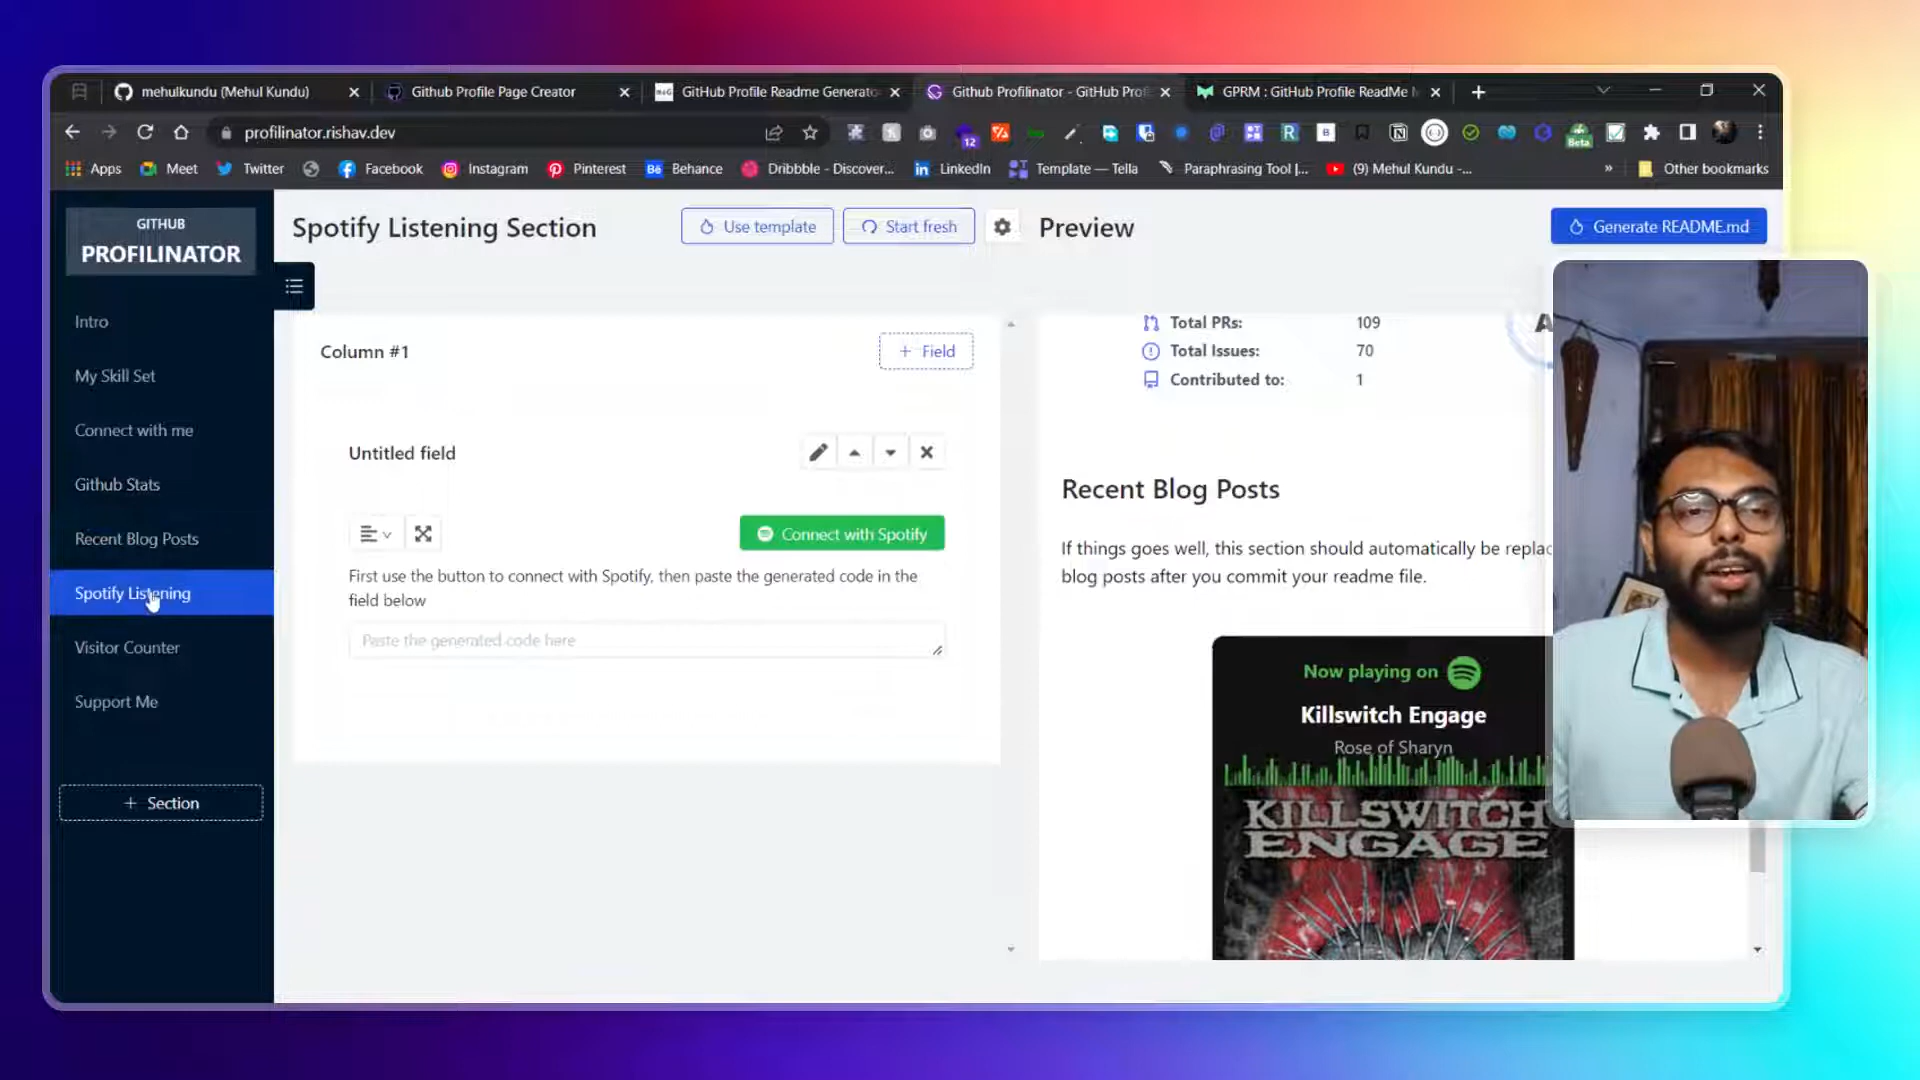 mehulkundu (Mehul Kundu)
Github Profile Page Creator
GitHub Profile Readme Generato
Github Profilinator - GitHub Prof
GPRM : GitHub Profile ReadMe
profilinator.rishav.dev
12
R
B
Beta
Apps
Meet
Twitter
Facebook
Instagram
Pinterest
Bē
Behance
Dribbble - Discover...
in
LinkedIn
Template — Tella
Paraphrasing Tool |...
(9) Mehul Kundu -...
»
Other bookmarks
GITHUB
PROFILINATOR
Intro
My Skill Set
Connect with me
Github Stats
Recent Blog Posts
Spotify Listening
Visitor Counter
Support Me
+ Section
Spotify Listening Section
Use template
Start fresh
Column #1
+ Field
Untitled field
Connect with Spotify
First use the button to connect with Spotify, then paste the generated code in the
field below
Paste the generated code here
Preview
Generate README.md
Total PRs: 109
Total Issues: 70
Contributed to: 1
A
Recent Blog Posts
If things goes well, this section should automatically be replac
blog posts after you commit your readme file.
Now playing on
Killswitch Engage
Rose of Sharyn
KILLSWITCH
ENGAGE